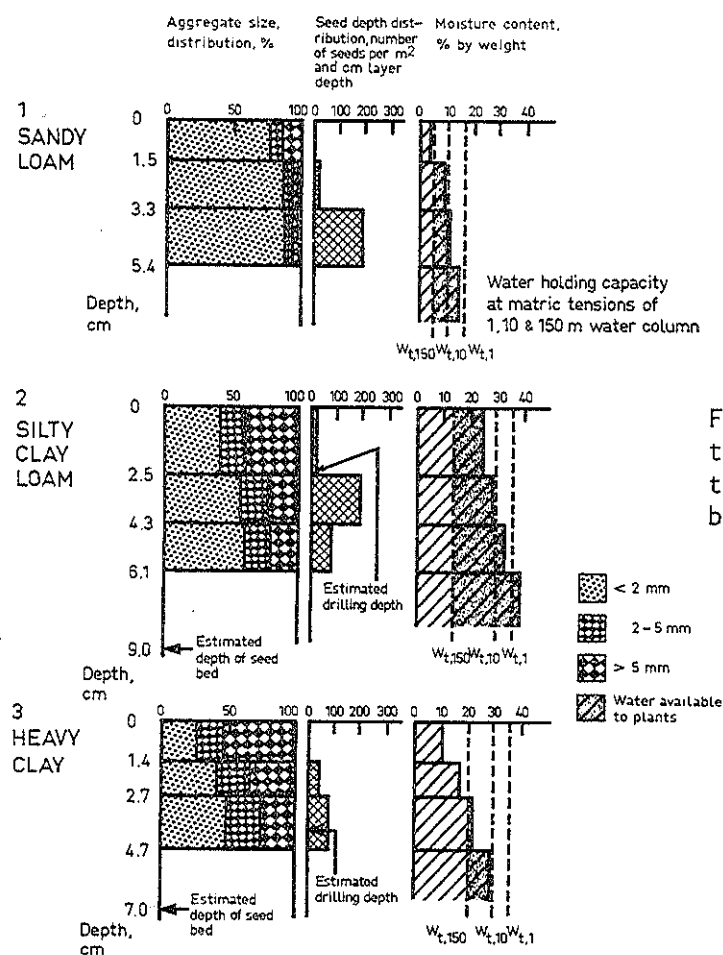 Aggregate size,
distribution, %
Seed depth dist-
ribution, number
of seeds per m2
and cm layer
depth
Moisture content,
% by weight
1
SANDY
LOAM
0 50 100
0 100 200 300
0 10 20 30 40
0
1.5
3.3
5.4
Depth,
cm
Water holding capacity
at matric tensions of
1, 10 & 150 m water column
Wt,150 Wt,10 Wt,1
2
SILTY
CLAY
LOAM
0 50 100
0 100 200 300
0 10 20 30 40
0
2.5
4.3
6,1
9.0
Depth,
cm
Estimated
depth of seed
bed
Estimated
drilling depth
Wt,150 Wt,10 Wt,1
F
t
t
b
< 2 mm
2-5 mm
> 5 mm
Water available
to plants
3
HEAVY
CLAY
0 50 100
0 100 200 300
0 10 20 30 40
0
1.4
2.7
4.7
7.0
Depth,
cm
Estimated
depth of seed
bed
Estimated
drilling depth
Wt,150 Wt,10 Wt,1